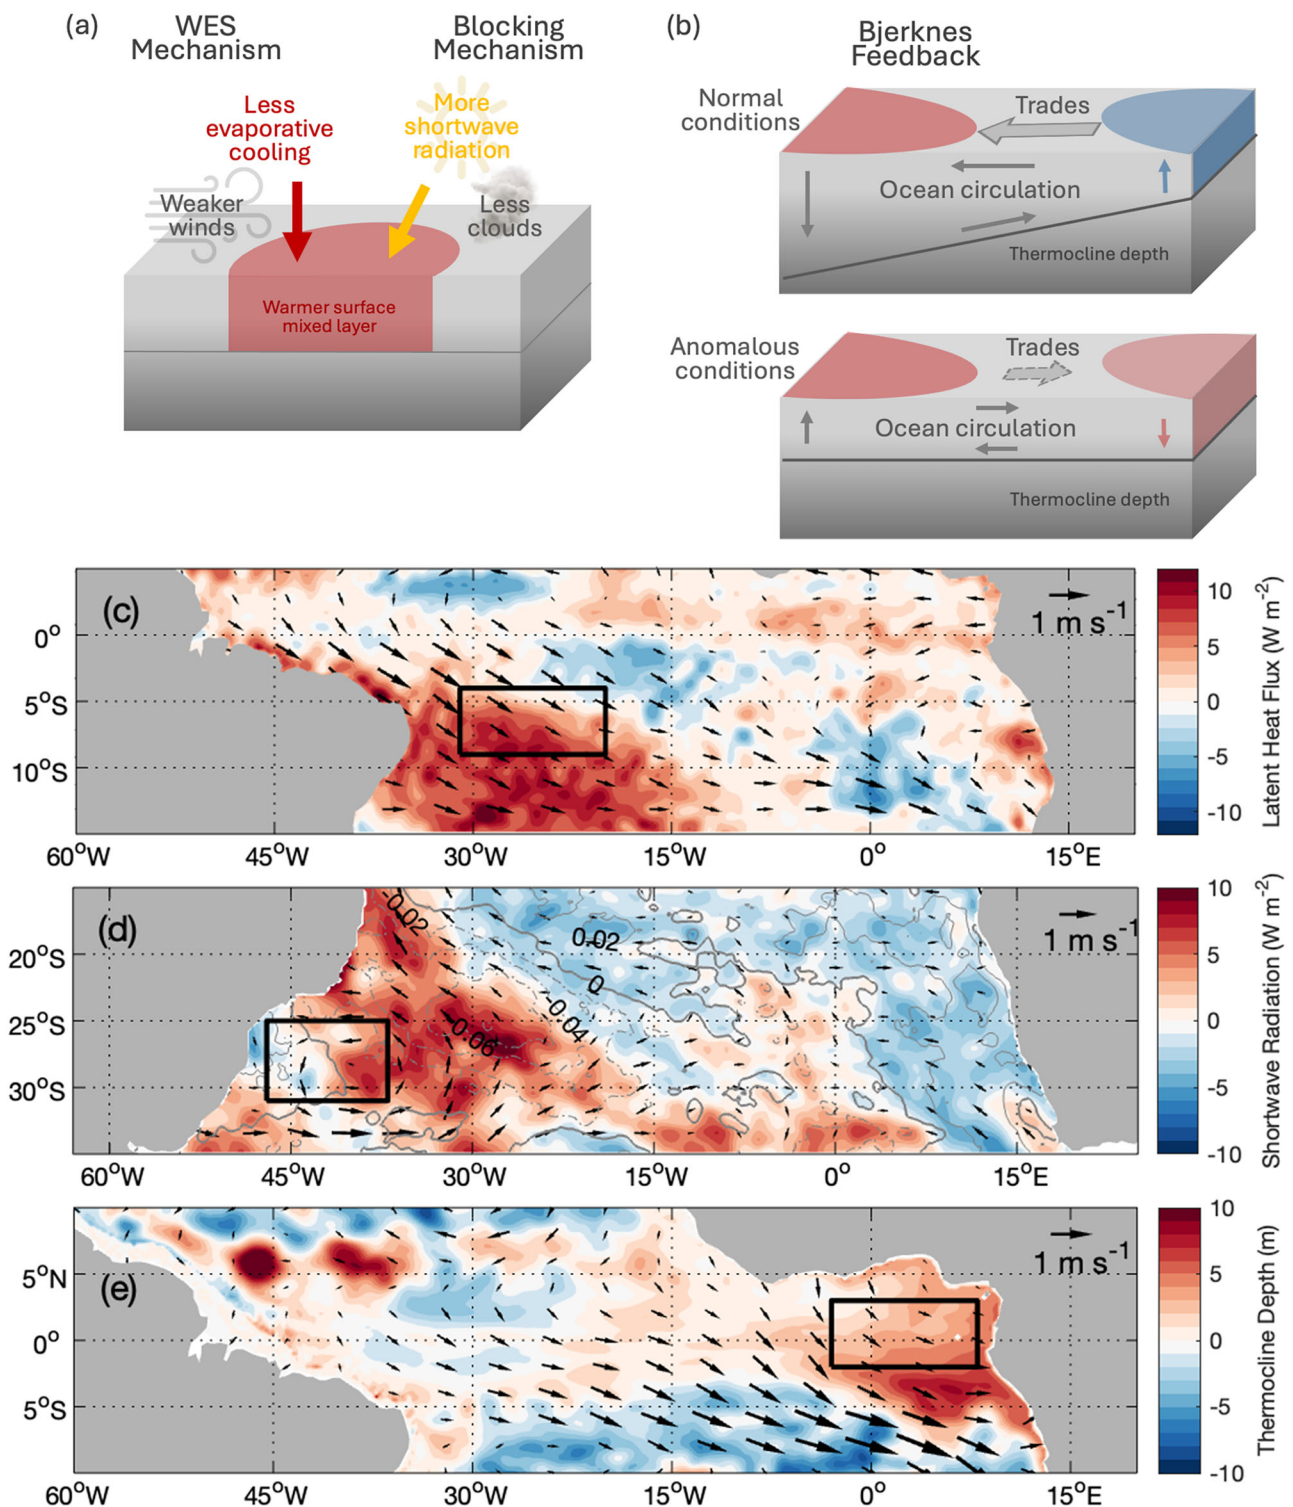 (a)
WES
Mechanism
Blocking
Mechanism
Less
evaporative
cooling
More
shortwave
radiation
Weaker
winds
Less
clouds
Warmer surface
mixed layer
(b)
Bjerknes
Feedback
Normal
conditions
Trades
Ocean circulation
Thermocline depth
Anomalous
conditions
Trades
Ocean circulation
Thermocline depth
(c)
1 m s⁻¹
0°
5°S
10°S
60°W 45°W 30°W 15°W 0° 15°E
10
5
0
-5
-10
Latent Heat Flux (W m⁻²)
(d)
-0.02
0.02
0
-0.04
-0.06
1 m s⁻¹
20°S
25°S
30°S
60°W 45°W 30°W 15°W 0° 15°E
10
5
0
-5
-10
Shortwave Radiation (W m⁻²)
(e)
1 m s⁻¹
5°N
0°
5°S
60°W 45°W 30°W 15°W 0° 15°E
10
5
0
-5
-10
Thermocline Depth (m)